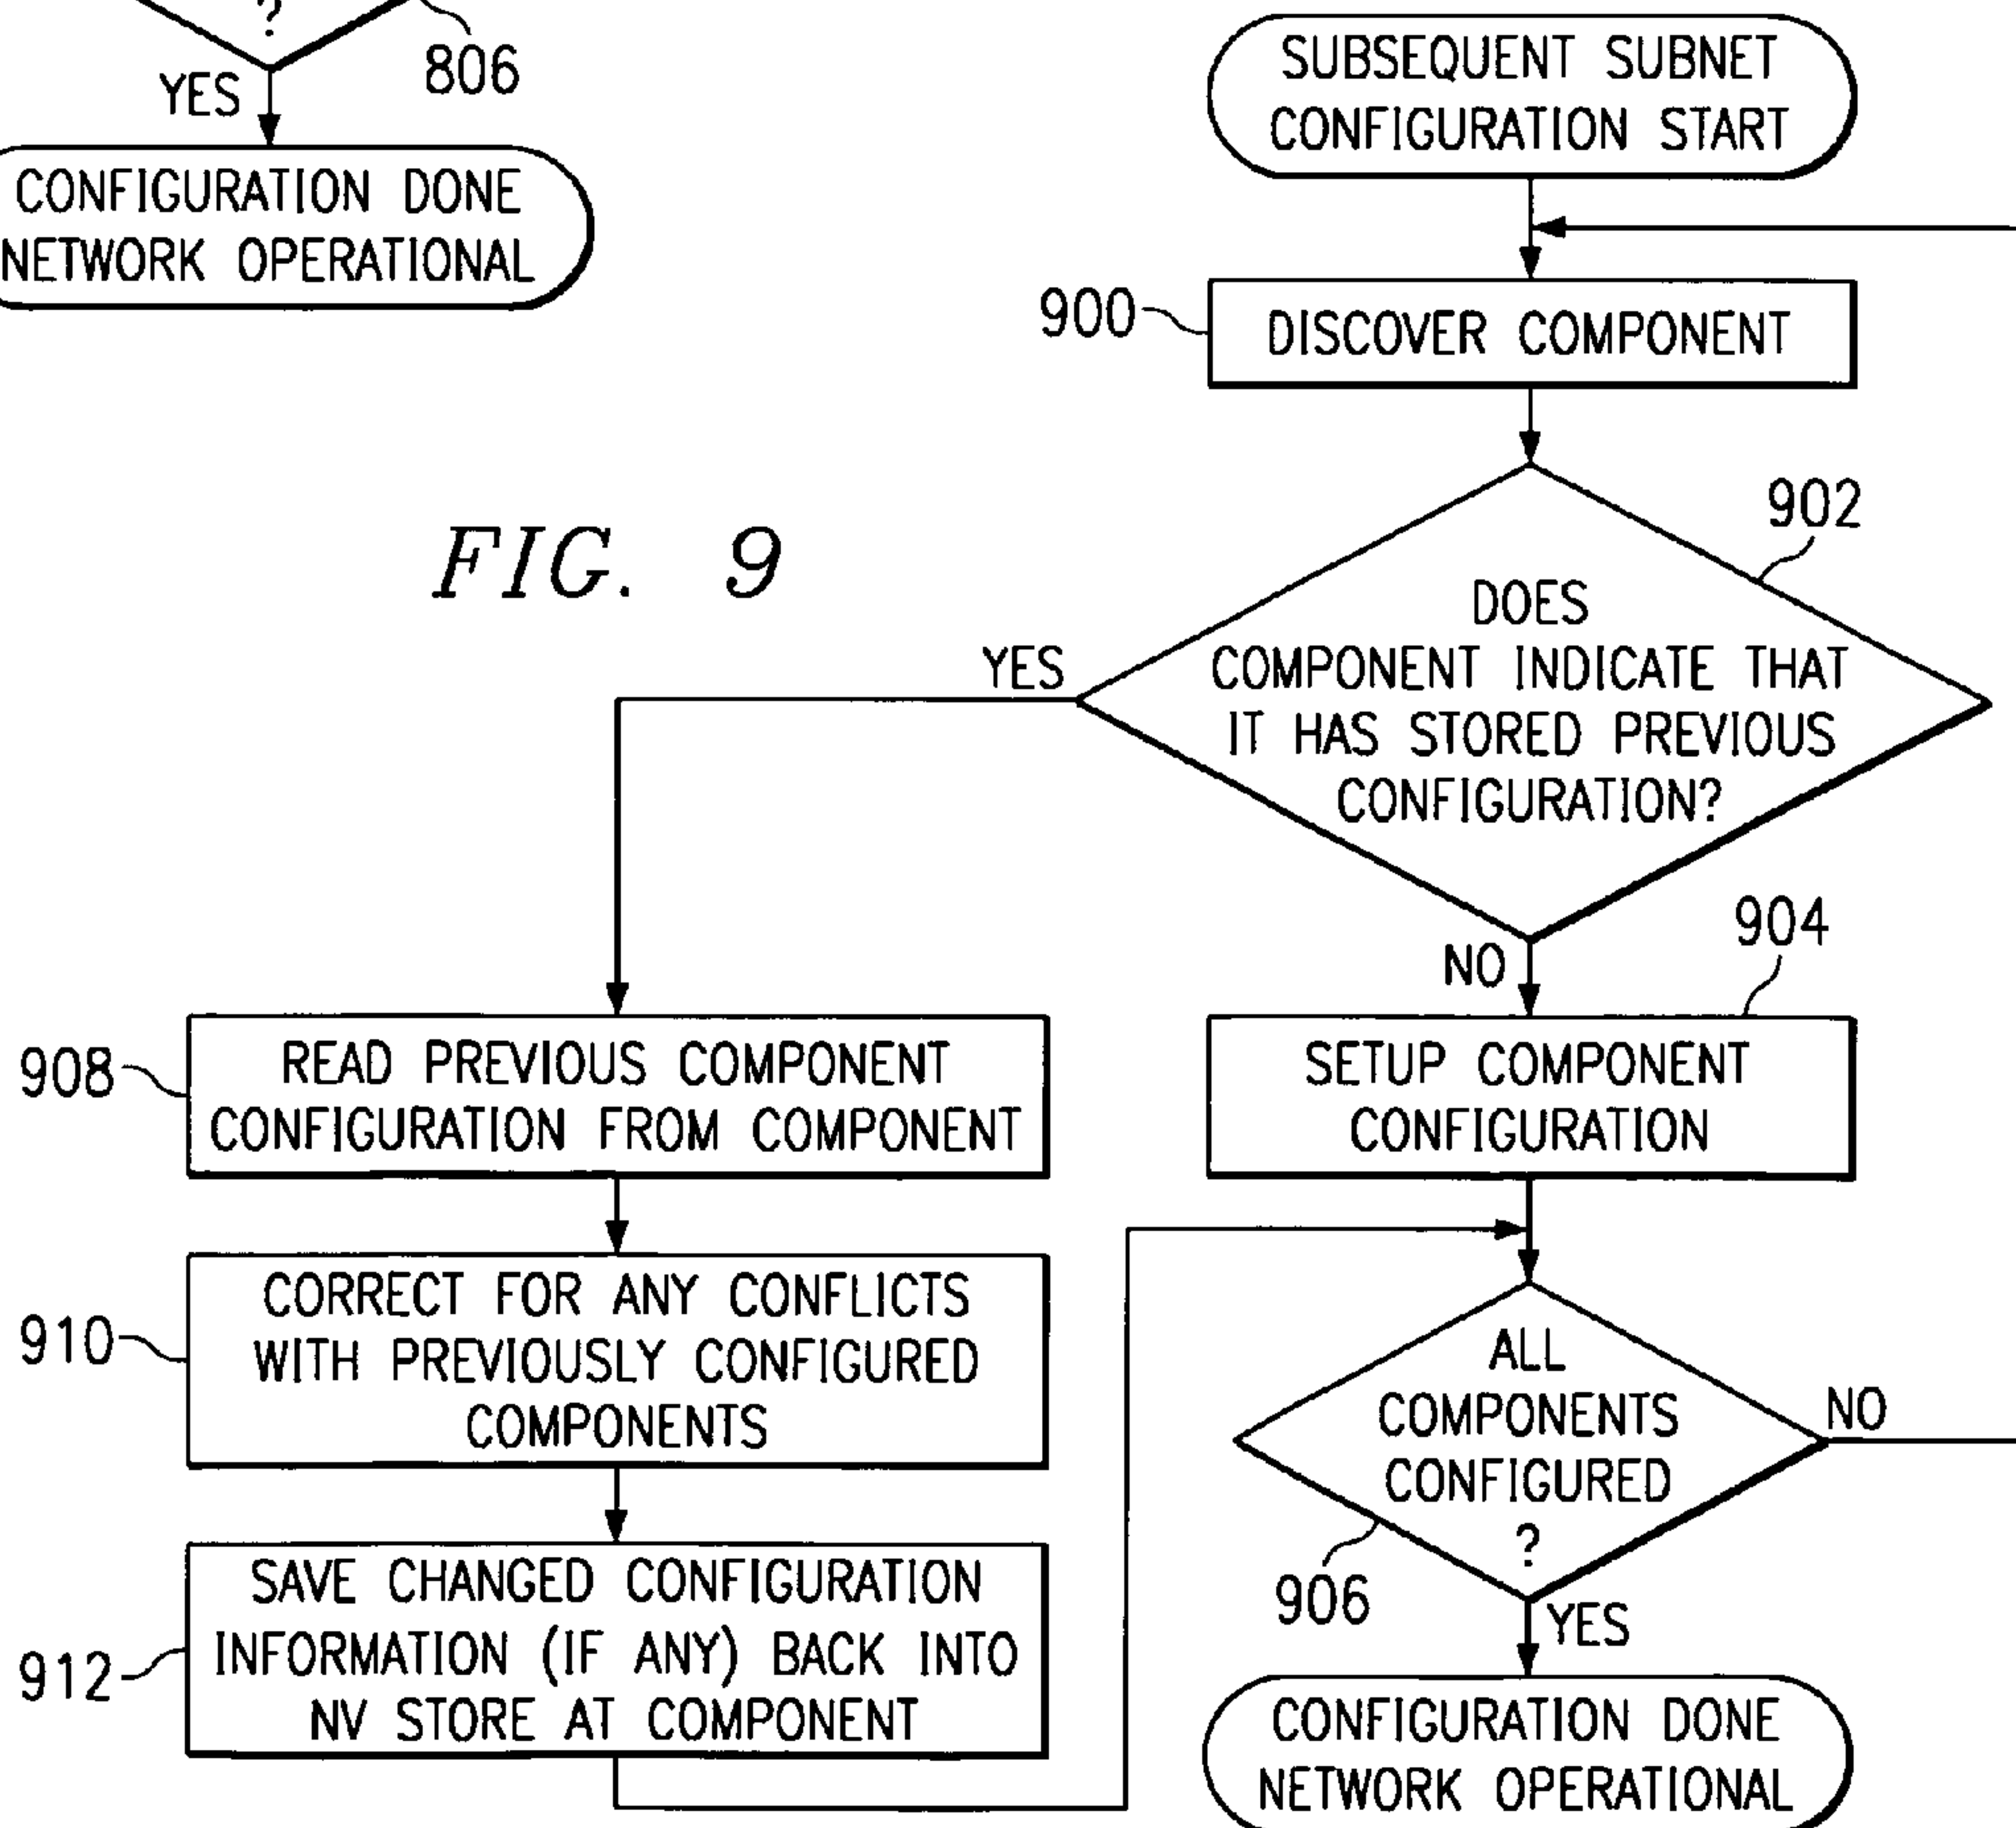 ?
806
YES
CONFIGURATION DONE
NETWORK OPERATIONAL
FIG. 9
SUBSEQUENT SUBNET
CONFIGURATION START
900
DISCOVER COMPONENT
902
DOES
COMPONENT INDICATE THAT
IT HAS STORED PREVIOUS
CONFIGURATION?
YES
NO
904
SETUP COMPONENT
CONFIGURATION
908
READ PREVIOUS COMPONENT
CONFIGURATION FROM COMPONENT
910
CORRECT FOR ANY CONFLICTS
WITH PREVIOUSLY CONFIGURED
COMPONENTS
912
SAVE CHANGED CONFIGURATION
INFORMATION (IF ANY) BACK INTO
NV STORE AT COMPONENT
ALL
COMPONENTS
CONFIGURED
?
NO
906
YES
CONFIGURATION DONE
NETWORK OPERATIONAL